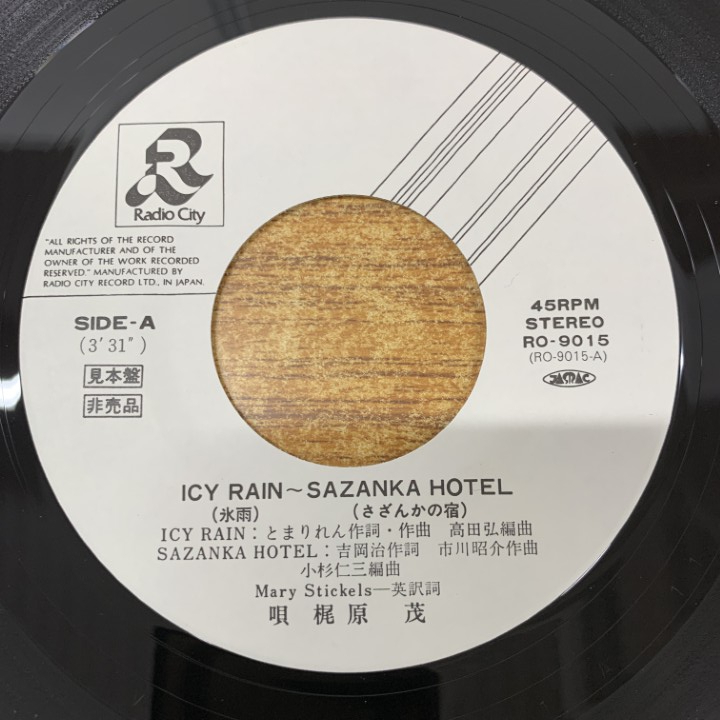 R
Radio City
"ALL RIGHTS OF THE RECORD
MANUFACTURER AND OF THE
OWNER OF THE WORK RECORDED
RESERVED." MANUFACTURED BY
RADIO CITY RECORD LTD., IN JAPAN.
SIDE-A
(3'31")
見本盤
非売品
45RPM
STEREO
RO-9015
(RO-9015-A)
JASRAC
ICY RAIN~SAZANKA HOTEL
(氷雨) (さざんかの宿)
ICY RAIN：とまりれん作詞・作曲 高田弘編曲
SAZANKA HOTEL：吉岡治作詞 市川昭介作曲
小杉仁三編曲
Mary Stickels―英訳詞
唄 梶原 茂